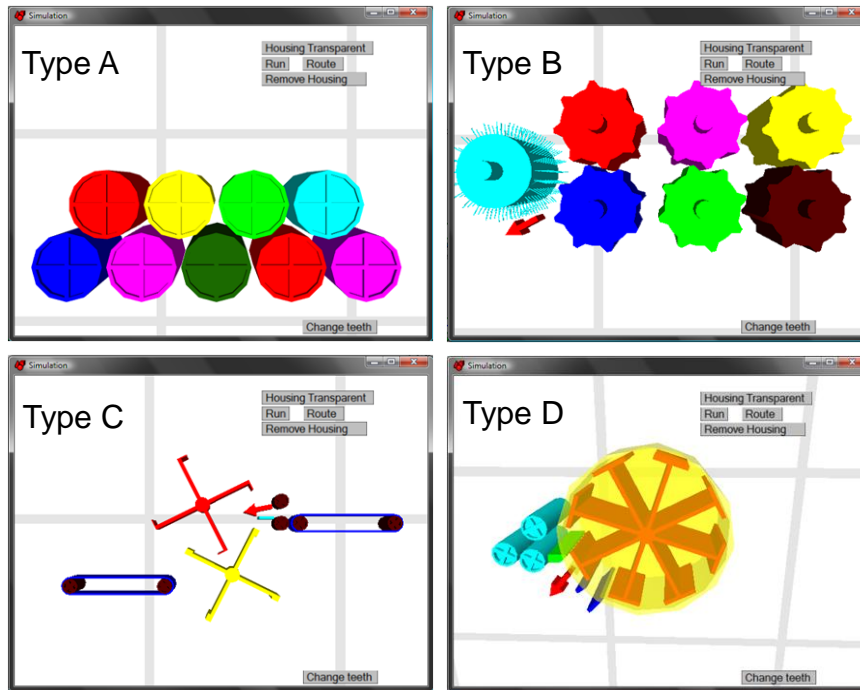 Simulation
Type A
Housing Transparent
Run Route
Remove Housing
Change teeth
Simulation
Type B
Housing Transparent
Run Route
Remove Housing
Change teeth
Simulation
Type C
Housing Transparent
Run Route
Remove Housing
Change teeth
Simulation
Type D
Housing Transparent
Run Route
Remove Housing
Change teeth